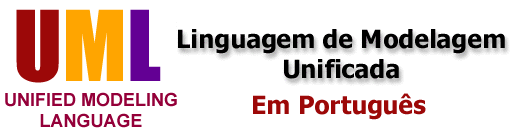 UML
UNIFIED MODELING
LANGUAGE
Linguagem de Modelagem
Unificada
Em Português